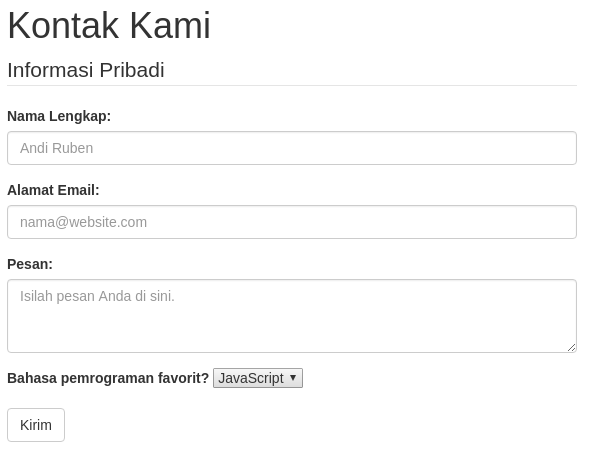 Kontak Kami
Informasi Pribadi
Nama Lengkap:
Andi Ruben
Alamat Email:
nama@website.com
Pesan:
Isilah pesan Anda di sini.
Bahasa pemrograman favorit? JavaScript
Kirim